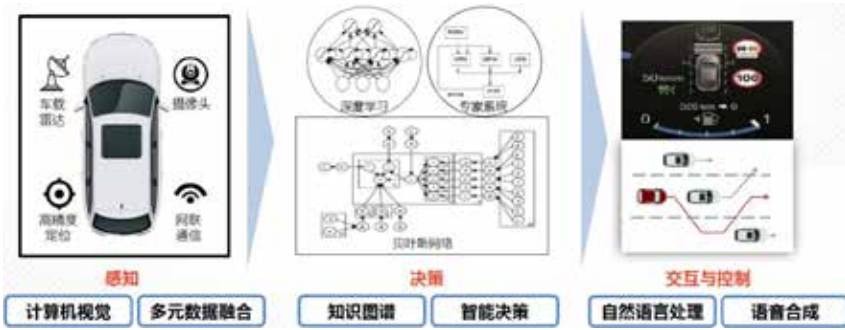 车载
雷达
摄像头
高精度
定位
网联
通信
深度学习
专家系统
贝叶斯网络
100
0
1
感知
决策
交互与控制
计算机视觉
多元数据融合
知识图谱
智能决策
自然语言处理
语音合成